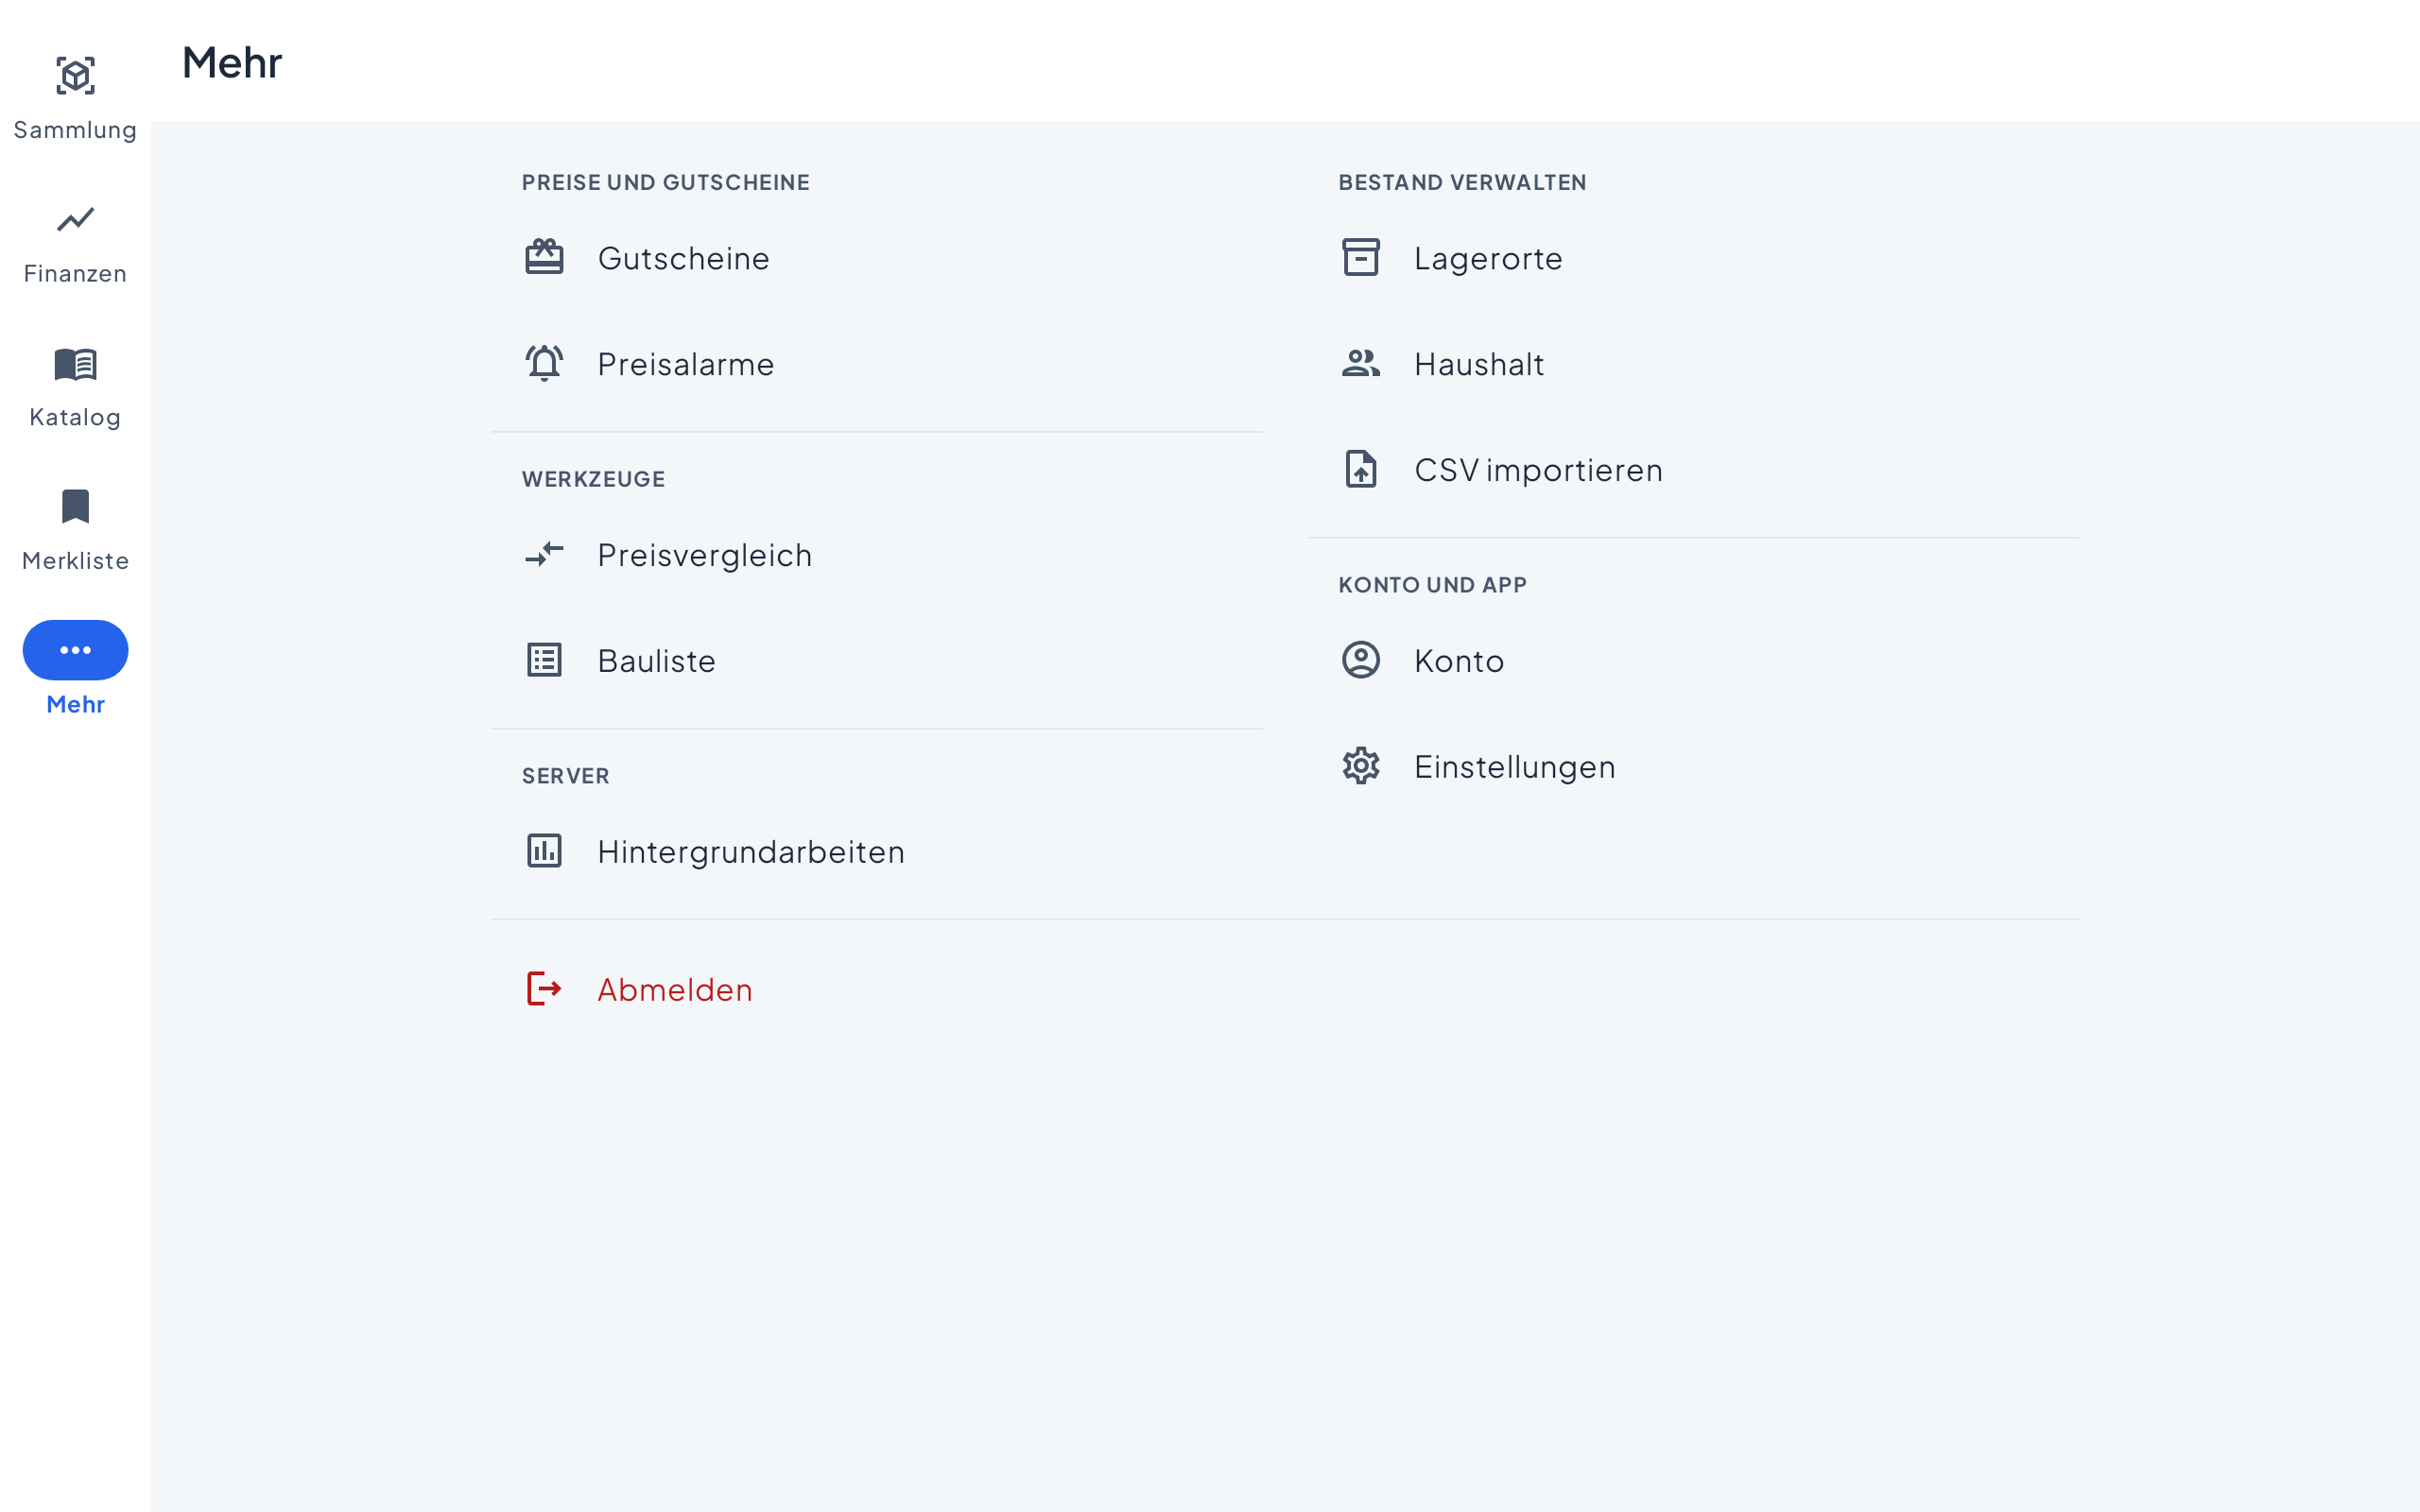 Mehr
Sammlung
Finanzen
Katalog
Merkliste
Mehr
PREISE UND GUTSCHEINE
Gutscheine
Preisalarme
WERKZEUGE
Preisvergleich
Bauliste
SERVER
Hintergrundarbeiten
BESTAND VERWALTEN
Lagerorte
Haushalt
CSV importieren
KONTO UND APP
Konto
Einstellungen
Abmelden